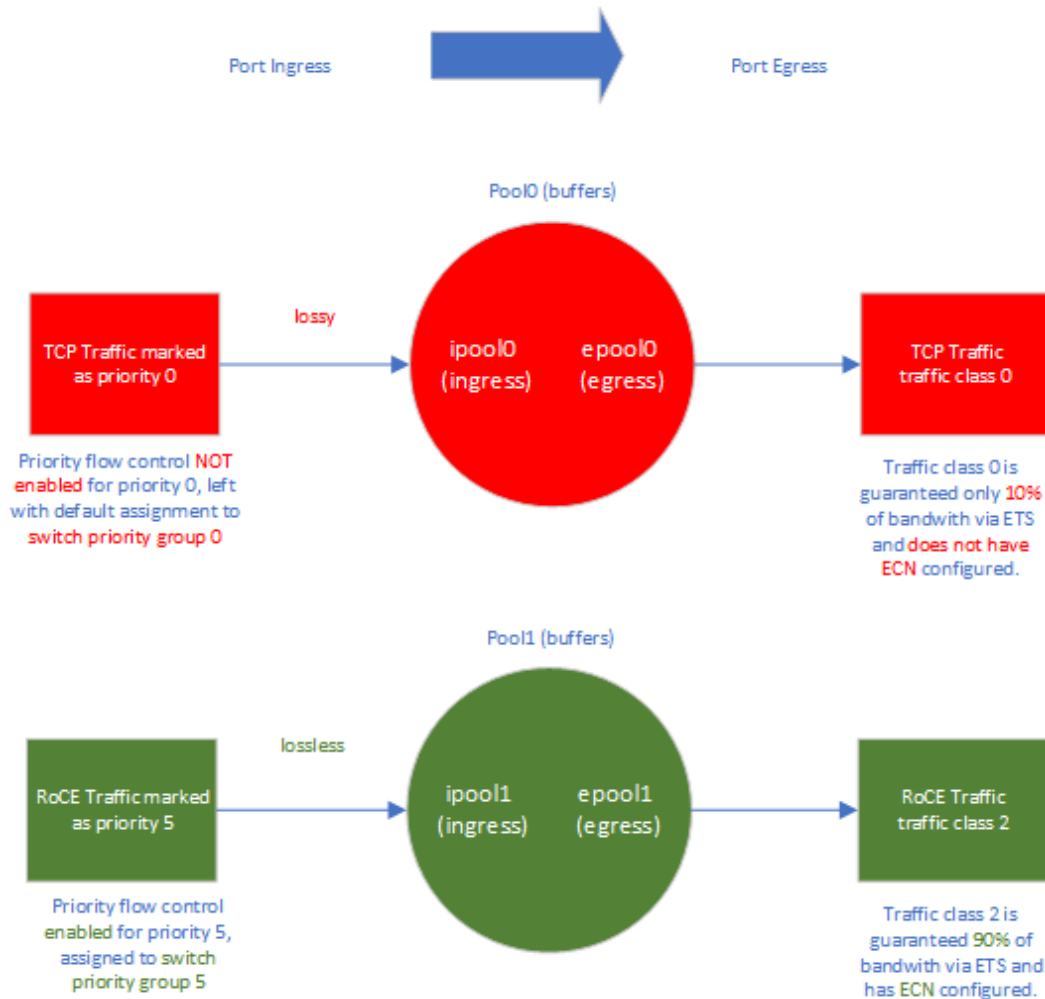 Port Ingress
Port Egress
Pool0 (buffers)
TCP Traffic marked
as priority 0
lossy
ipool0
(ingress)
epool0
(egress)
TCP Traffic
traffic class 0
Priority flow control NOT
enabled for priority 0, left
with default assignment to
switch priority group 0
Traffic class 0 is
guaranteed only 10%
of bandwith via ETS
and does not have
ECN configured.
Pool1 (buffers)
RoCE Traffic marked
as priority 5
lossless
ipool1
(ingress)
epool1
(egress)
RoCE Traffic
traffic class 2
Priority flow control
enabled for priority 5,
assigned to switch
priority group 5
Traffic class 2 is
guaranteed 90% of
bandwith via ETS and
has ECN configured.